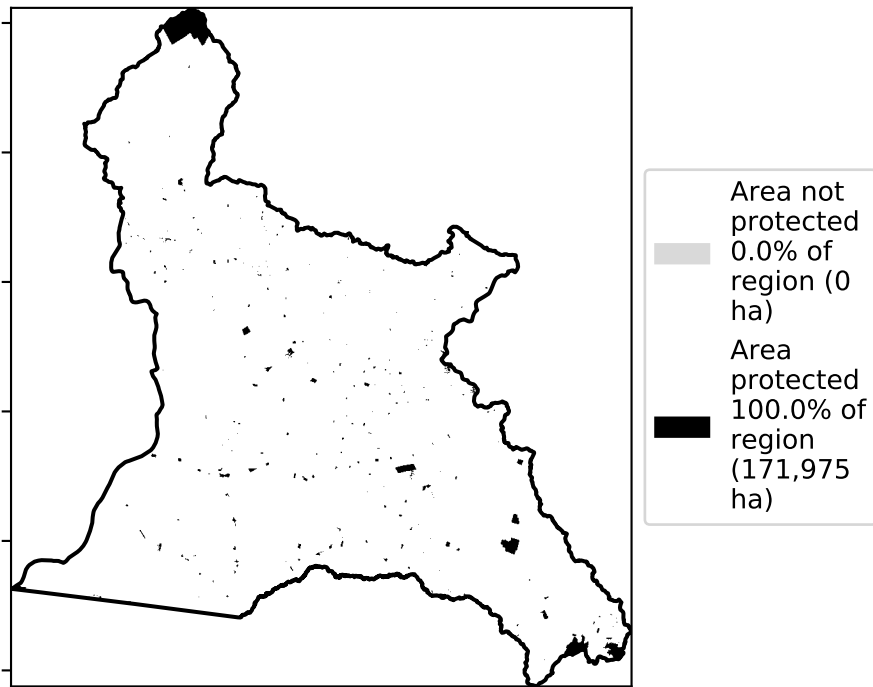 Area not
protected
0.0% of
region (0
ha)
Area
protected
100.0% of
region
(171,975
ha)